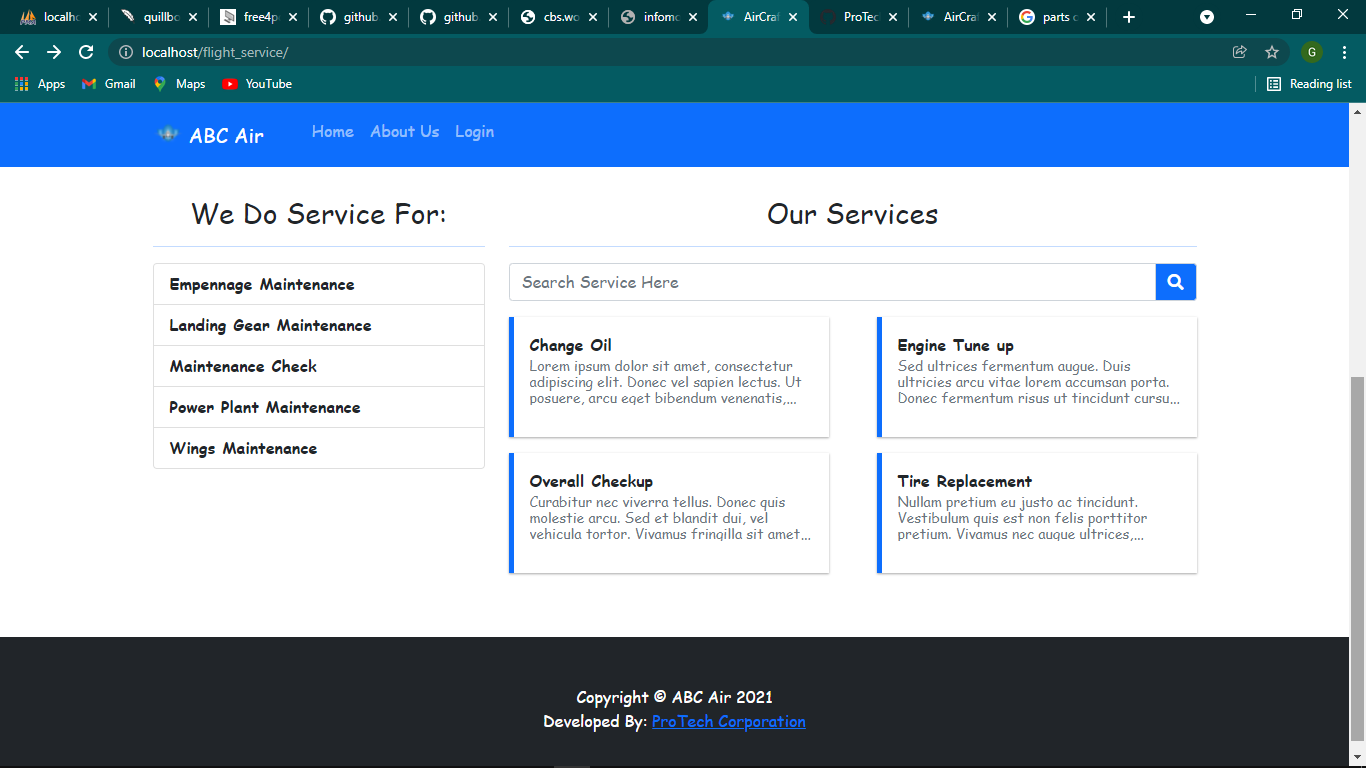 localh
quillbo
free4p
github
github
cbs.wo
infomo
AirCraf
ProTec
AirCraf
parts o
localhost/flight_service/
G
Apps
Gmail
Maps
YouTube
Reading list
ABC Air
Home
About Us
Login
We Do Service For:
Empennage Maintenance
Landing Gear Maintenance
Maintenance Check
Power Plant Maintenance
Wings Maintenance
Our Services
Search Service Here
Change Oil
Lorem ipsum dolor sit amet, consectetur
adipiscing elit. Donec vel sapien lectus. Ut
posuere, arcu eget bibendum venenatis,...
Engine Tune up
Sed ultrices fermentum augue. Duis
ultricies arcu vitae lorem accumsan porta.
Donec fermentum risus ut tincidunt cursu...
Overall Checkup
Curabitur nec viverra tellus. Donec quis
molestie arcu. Sed et blandit dui, vel
vehicula tortor. Vivamus fringilla sit amet...
Tire Replacement
Nullam pretium eu justo ac tincidunt.
Vestibulum quis est non felis porttitor
pretium. Vivamus nec augue ultrices,...
Copyright © ABC Air 2021
Developed By: ProTech Corporation